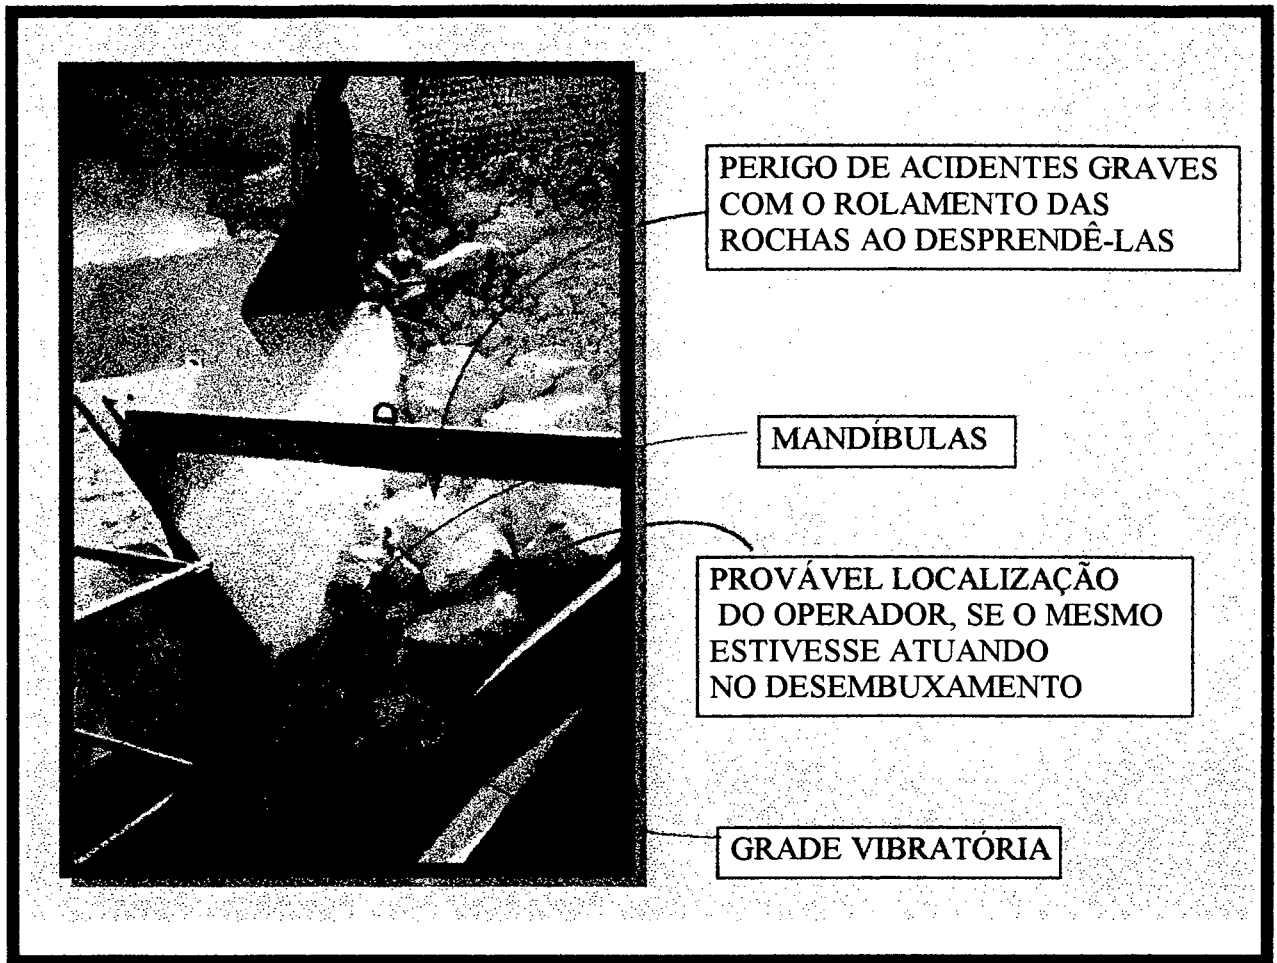 PERIGO DE ACIDENTES GRAVES
COM O ROLAMENTO DAS
ROCHAS AO DESPRENDÊ-LAS
D
MANDÍBULAS
PROVÁVEL LOCALIZAÇÃO
DO OPERADOR, SE O MESMO
ESTIVESSE ATUANDO
NO DESEMBUXAMENTO
GRADE VIBRATÓRIA